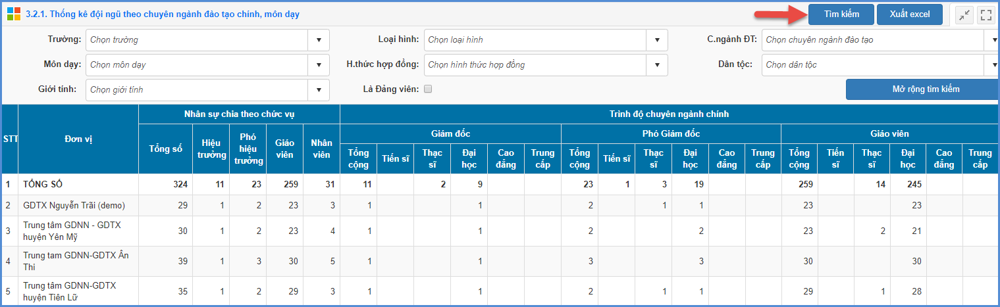 3.2.1. Thống kê đội ngũ theo chuyên ngành đào tạo chính, môn dạy
Tìm kiếm
Xuất excel
Trường: Chọn trường
Loại hình: Chọn loại hình
C.ngành ĐT: Chọn chuyên ngành đào tạo
Môn dạy: Chọn môn dạy
H.thức hợp đồng: Chọn hình thức hợp đồng
Dân tộc: Chọn dân tộc
Giới tính: Chọn giới tính
Là Đảng viên:
Mở rộng tìm kiếm
STT
Đơn vị
Nhân sự chia theo chức vụ
Trình độ chuyên ngành chính
Giám đốc
Phó Giám đốc
Giáo viên
Tổng số
Hiệu
trưởng
Phó
hiệu
trưởng
Giáo
viên
Nhân
viên
Tổng
cộng
Tiến sĩ
Thạc
sĩ
Đại
học
Cao
đẳng
Trung
cấp
Tổng
cộng
Tiến sĩ
Thạc
sĩ
Đại
học
Cao
đẳng
Trung
cấp
Tổng
cộng
Tiến
sĩ
Thạc
sĩ
Đại
học
Cao
đẳng
Trung
cấp
1 TỔNG SỐ 324 11 23 259 31 11 2 9 23 1 3 19 259 14 245
2 GDTX Nguyễn Trãi (demo) 29 1 2 23 3 1 1 2 1 1 23 23
3 Trung tâm GDNN - GDTX
huyện Yên Mỹ 30 1 2 23 4 1 1 2 2 23 2 21
4 Trung tam GDNN-GDTX Ân
Thi 39 1 3 30 5 1 1 3 3 30 30
5 Trung tâm GDNN-GDTX
huyện Tiên Lữ 35 1 2 29 3 1 1 2 1 1 29 1 28